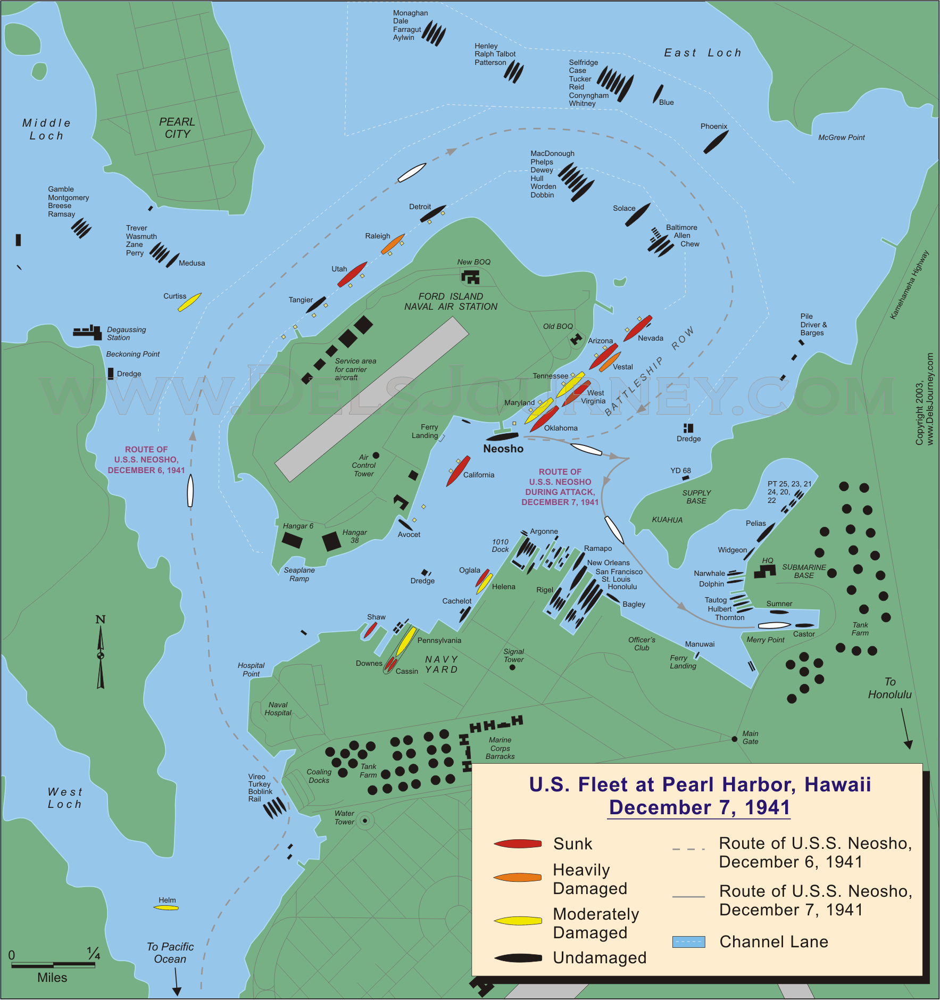 Monaghan
Dale
Farragut
Aylwin
Henley
Ralph Talbot
Patterson
East Loch
Selfridge
Case
Tucker
Reid
Conyngham
Whitney
Blue
Middle
Loch
PEARL
CITY
Phoenix
McGrew Point
MacDonough
Phelps
Dewey
Hull
Worden
Dobbin
Gamble
Montgomery
Breese
Ramsay
Detroit
Solace
Trever
Wasmuth
Zane
Perry
Medusa
Raleigh
Baltimore
Allen
Chew
Utah
New BOQ
Kamehameha Highway
Curtiss
Tangier
FORD ISLAND
NAVAL AIR STATION
Degaussing
Station
Beckoning Point
Dredge
Old BOQ
Arizona
Nevada
Pile
Driver &
Barges
Service area
for carrier
aircraft
Vestal
Tennessee
West
Virginia
BATTLESHIP ROW
Maryland
Oklahoma
www.DelsJourney.com
Copyright 2003,
www.DelsJourney.com
Ferry
Landing
Neosho
Dredge
ROUTE OF
U.S.S. NEOSHO,
DECEMBER 6, 1941
Air
Control
Tower
California
ROUTE OF
U.S.S. NEOSHO
DURING ATTACK,
DECEMBER 7, 1941
YD 68
SUPPLY
BASE
KUAHUA
PT 25, 23, 21
24, 20,
22
Hangar 6
Hangar
38
Avocet
Pelias
Widgeon
1010
Dock
Argonne
Ramapo
New Orleans
San Francisco
St. Louis
Honolulu
HQ
SUBMARINE
BASE
Seaplane
Ramp
Dredge
Oglala
Helena
Rigel
Bagley
Narwhale
Dolphin
Tautog
Hulbert
Thornton
Sumner
Castor
Merry Point
Tank
Farm
Cachelot
Shaw
Pennsylvania
N
Downes
Cassin
NAVY
YARD
Signal
Tower
Officer's
Club
Manuwai
Ferry
Landing
Hospital
Point
To
Honolulu
Naval
Hospital
Main
Gate
Marine
Corps
Barracks
Coaling
Docks
Tank
Farm
Vireo
Turkey
Boblink
Rail
West
Loch
Water
Tower
Helm
To Pacific
Ocean
0 ¼
Miles
U.S. Fleet at Pearl Harbor, Hawaii
December 7, 1941
Sunk
Heavily
Damaged
Moderately
Damaged
Undamaged
Route of U.S.S. Neosho,
December 6, 1941
Route of U.S.S. Neosho,
December 7, 1941
Channel Lane